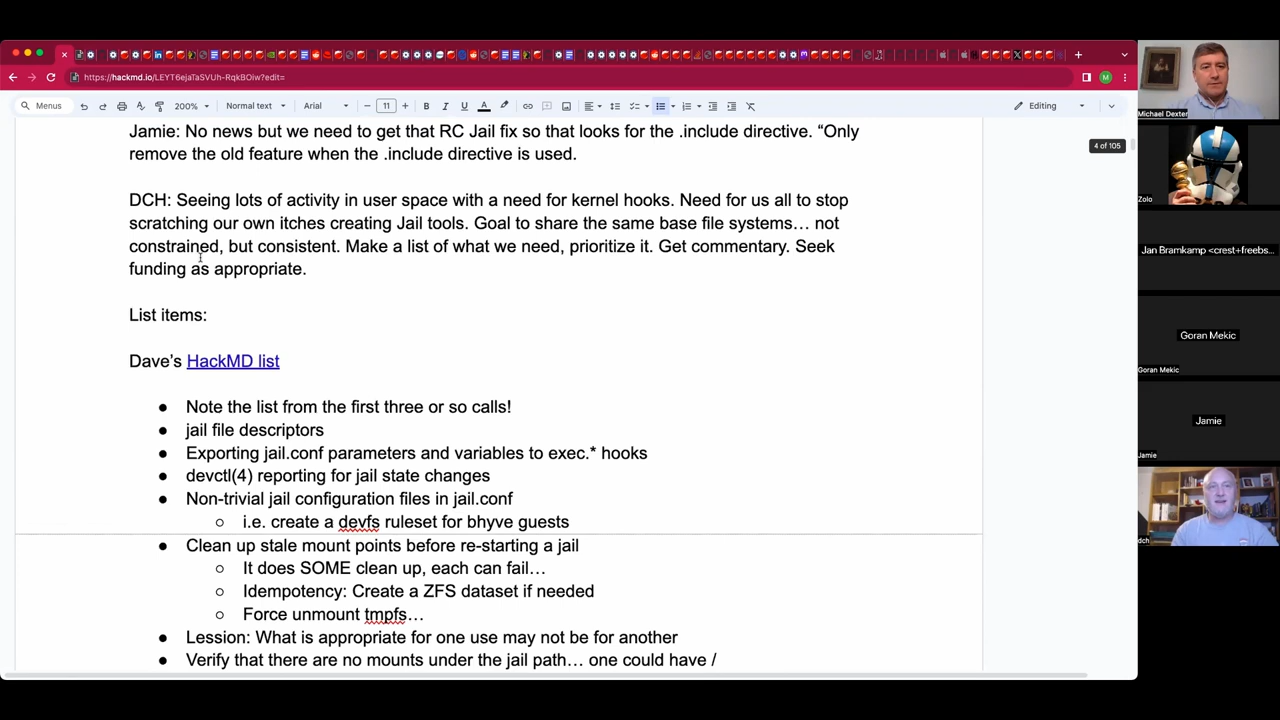 https://hackmd.io/LEYT6ejaTaSVUh-RqkBOiw?edit=
M
Menus
200%
Normal text
Arial
11
B I U A
Editing
4 of 105
Jamie: No news but we need to get that RC Jail fix so that looks for the .include directive. “Only
remove the old feature when the .include directive is used.
DCH: Seeing lots of activity in user space with a need for kernel hooks. Need for us all to stop
scratching our own itches creating Jail tools. Goal to share the same base file systems… not
constrained, but consistent. Make a list of what we need, prioritize it. Get commentary. Seek
funding as appropriate.
List items:
Dave’s HackMD list
● Note the list from the first three or so calls!
● jail file descriptors
● Exporting jail.conf parameters and variables to exec.* hooks
● devctl(4) reporting for jail state changes
● Non-trivial jail configuration files in jail.conf
○ i.e. create a devfs ruleset for bhyve guests
● Clean up stale mount points before re-starting a jail
○ It does SOME clean up, each can fail…
○ Idempotency: Create a ZFS dataset if needed
○ Force unmount tmpfs…
● Lession: What is appropriate for one use may not be for another
● Verify that there are no mounts under the jail path… one could have /
Michael Dexter
Zolo
Jan Bramkamp <crest+freebs...
Goran Mekic
Goran Mekic
Jamie
Jamie
dch